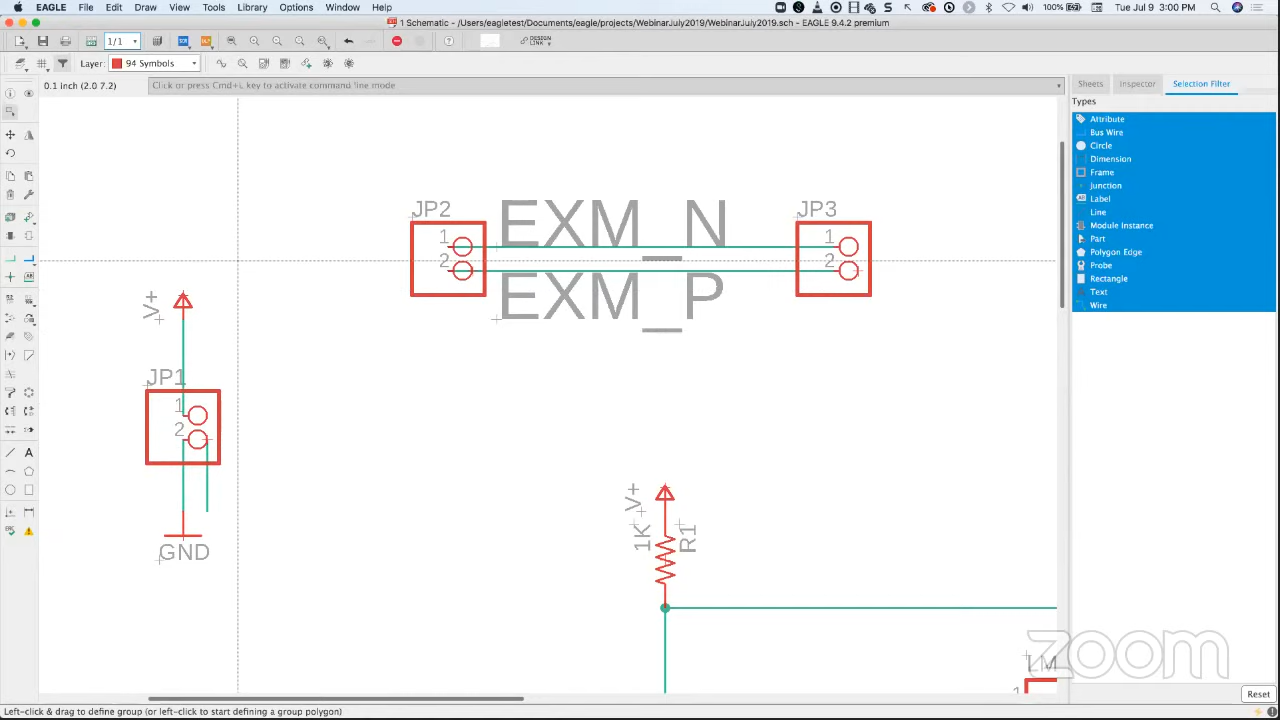 EAGLE File Edit Draw View Tools Library Options Window Help
100% Tue Jul 9 3:00 PM
1 Schematic - /Users/eagletest/Documents/eagle/projects/WebinarJuly2019/WebinarJuly2019.sch - EAGLE 9.4.2 premium
1/1
DESIGN
LINK
Layer: 94 Symbols
0.1 inch (2.0 7.2)
Click or press Cmd+L key to activate command line mode
Sheets Inspector Selection Filter
Types
Attribute
Bus Wire
Circle
Dimension
Frame
Junction
Label
Line
Module Instance
Part
Polygon Edge
Probe
Rectangle
Text
Wire
JP2
EXM_N
JP3
1
1
2
2
EXM_P
V+
JP1
1
2
GND
V+
1K
R1
LM
1
zoom
Reset
Left-click & drag to define group (or left-click to start defining a group polygon)